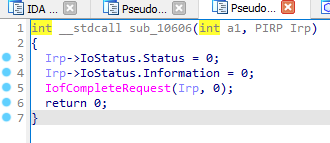 IDA
Pseudo...
Pseudo...
1 int __stdcall sub_10606(int a1, PIRP Irp)
2 {
3 Irp->IoStatus.Status = 0;
4 Irp->IoStatus.Information = 0;
5 IofCompleteRequest(Irp, 0);
6 return 0;
7 }